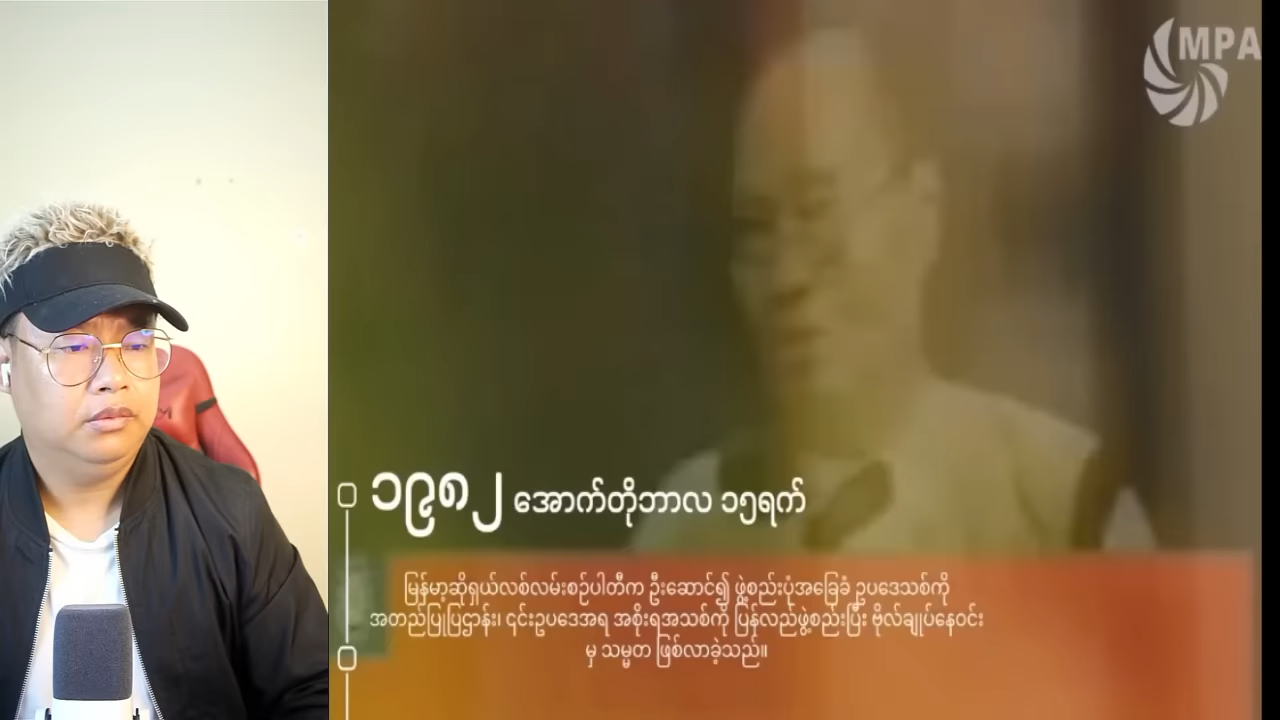 MPA
၁၉၈၂ အောက်တိုဘာလ ၁၅ရက်
မြန်မာ့ဆိုရှယ်လစ်လမ်းစဉ်ပါတီက ဦးဆောင်၍ ဖွဲ့စည်းပုံအခြေခံ ဥပဒေသစ်ကို
အတည်ပြုပြဌာန်း၊ ၎င်းဥပဒေအရ အစိုးရအသစ်ကို ပြန်လည်ဖွဲ့စည်းပြီး ဗိုလ်ချုပ်နေဝင်း
မှ သမ္မတ ဖြစ်လာခဲ့သည်။